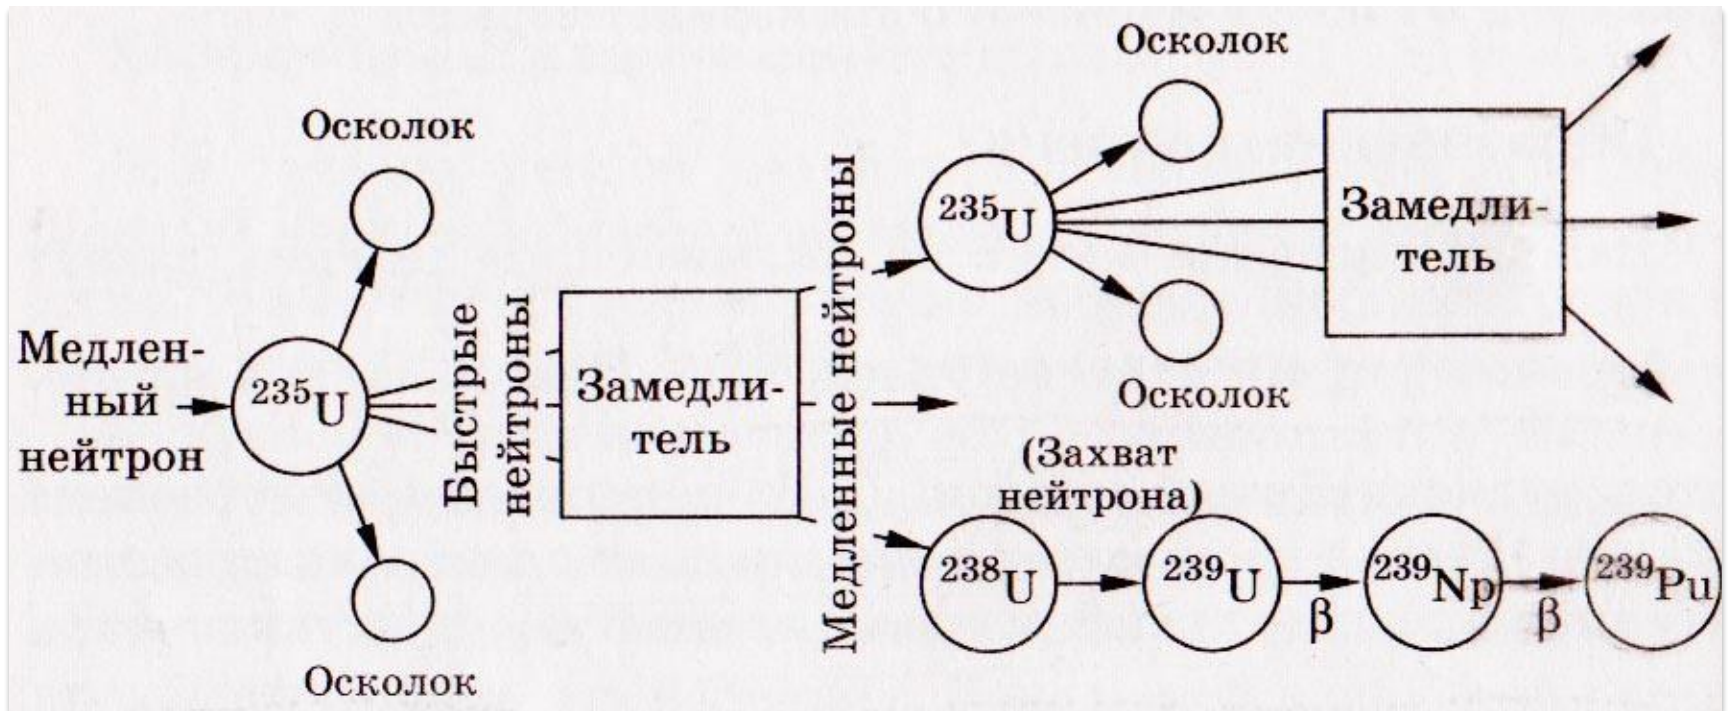 Осколок
Медлен-
ный
нейтрон
²³⁵U
Осколок
Быстрые
нейтроны
Замедли-
тель
Медленные нейтроны
Осколок
²³⁵U
Осколок
Замедли-
тель
(Захват
нейтрона)
²³⁸U
²³⁹U
β
²³⁹Np
β
²³⁹Pu